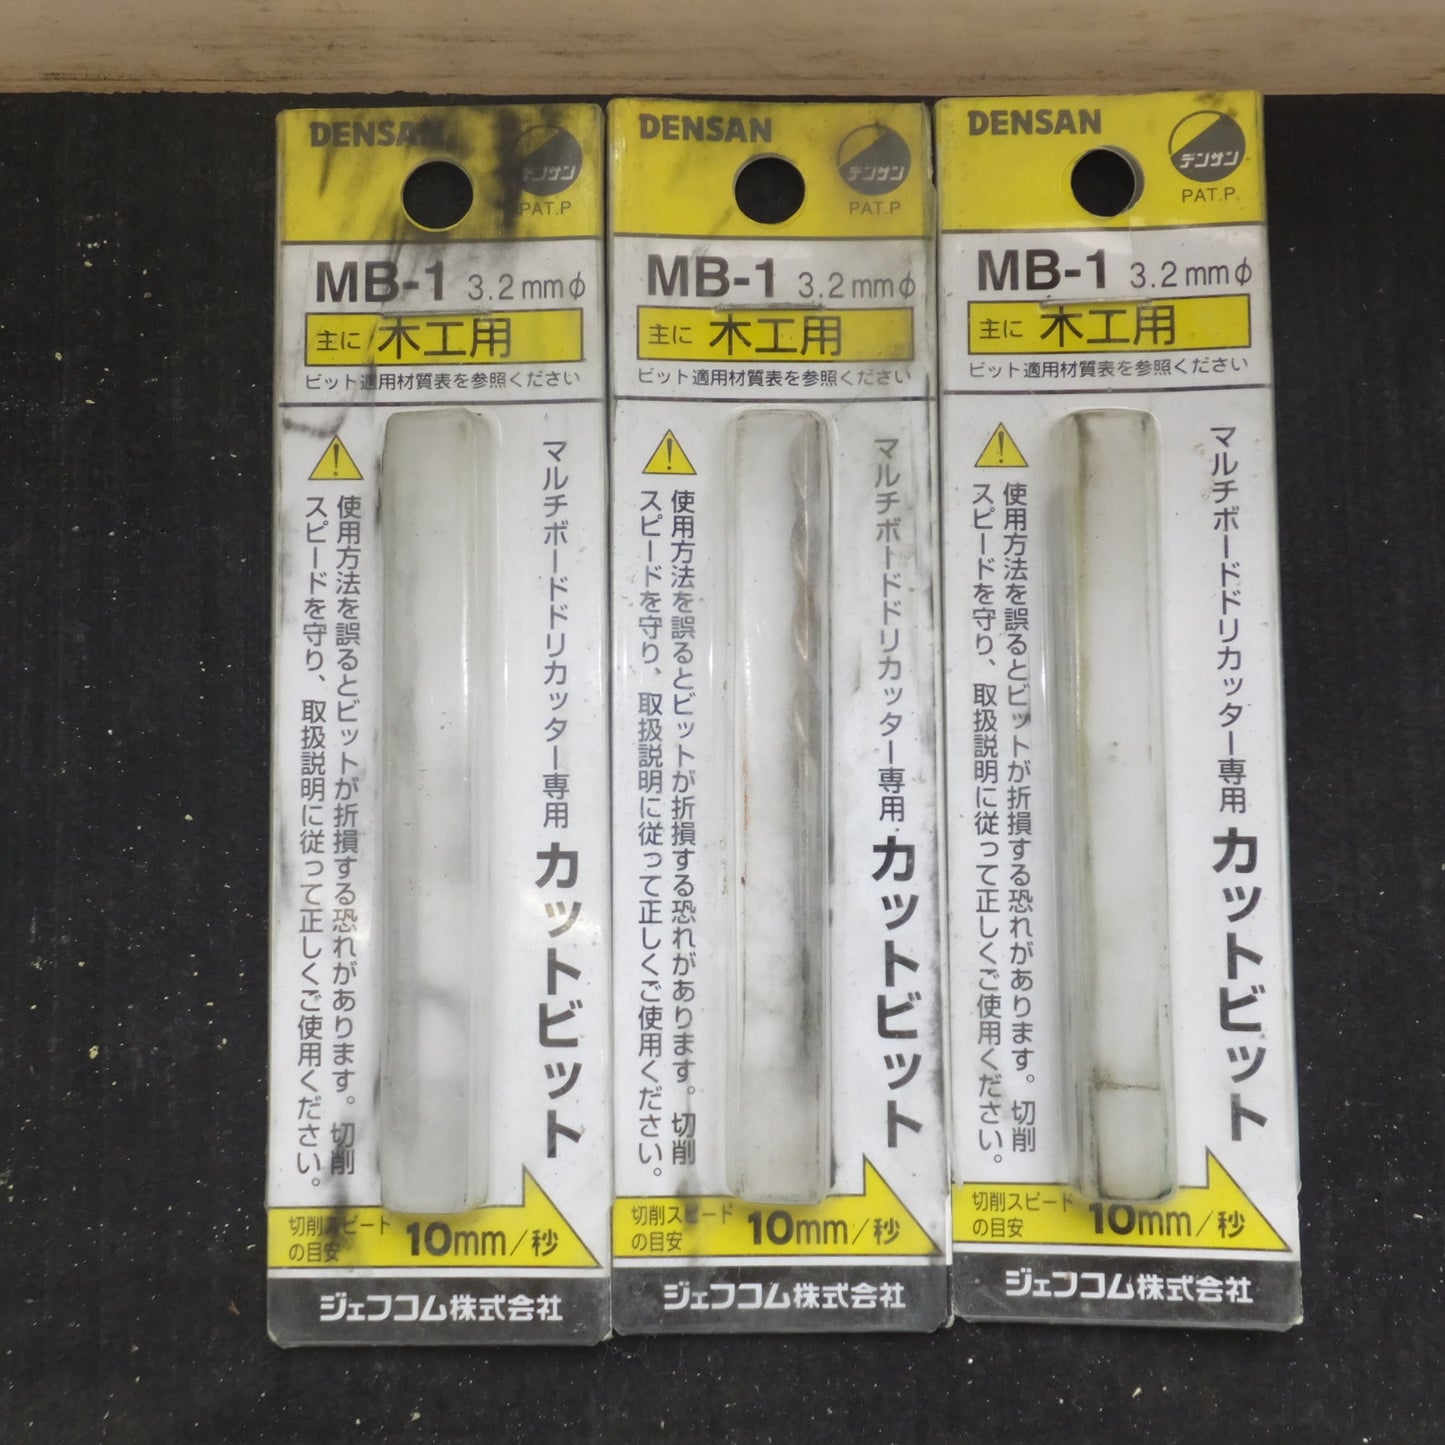 DENSAN
デンサン
PAT.P
MB-1 3.2mmφ
主に 木工用
ビット適用材質表を参照ください
マルチボードドリカッター専用 カットビット
使用方法を誤るとビットが折損する恐れがあります。切削
スピードを守り、取扱説明に従って正しくご使用ください。
切削スピード
の目安
10mm/秒
ジェフコム株式会社
DENSAN
デンサン
PAT.P
MB-1 3.2mmφ
主に 木工用
ビット適用材質表を参照ください
マルチボードドリカッター専用 カットビット
使用方法を誤るとビットが折損する恐れがあります。切削
スピードを守り、取扱説明に従って正しくご使用ください。
切削スピード
の目安
10mm/秒
ジェフコム株式会社
DENSAN
デンサン
PAT.P.
MB-1 3.2mmφ
主に 木工用
ビット適用材質表を参照ください
マルチボードドリカッター専用 カットビット
使用方法を誤るとビットが折損する恐れがあります。切削
スピードを守り、取扱説明に従って正しくご使用ください。
切削スピード
の目安
10mm/秒
ジェフコム株式会社